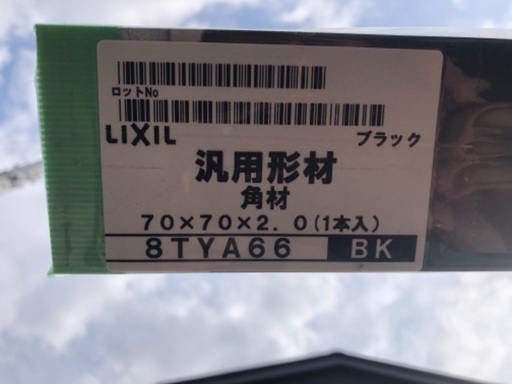 ロットNo
LIXIL ブラック
汎用形材
角材
70×70×2.0(1本入)
8TYA66 BK